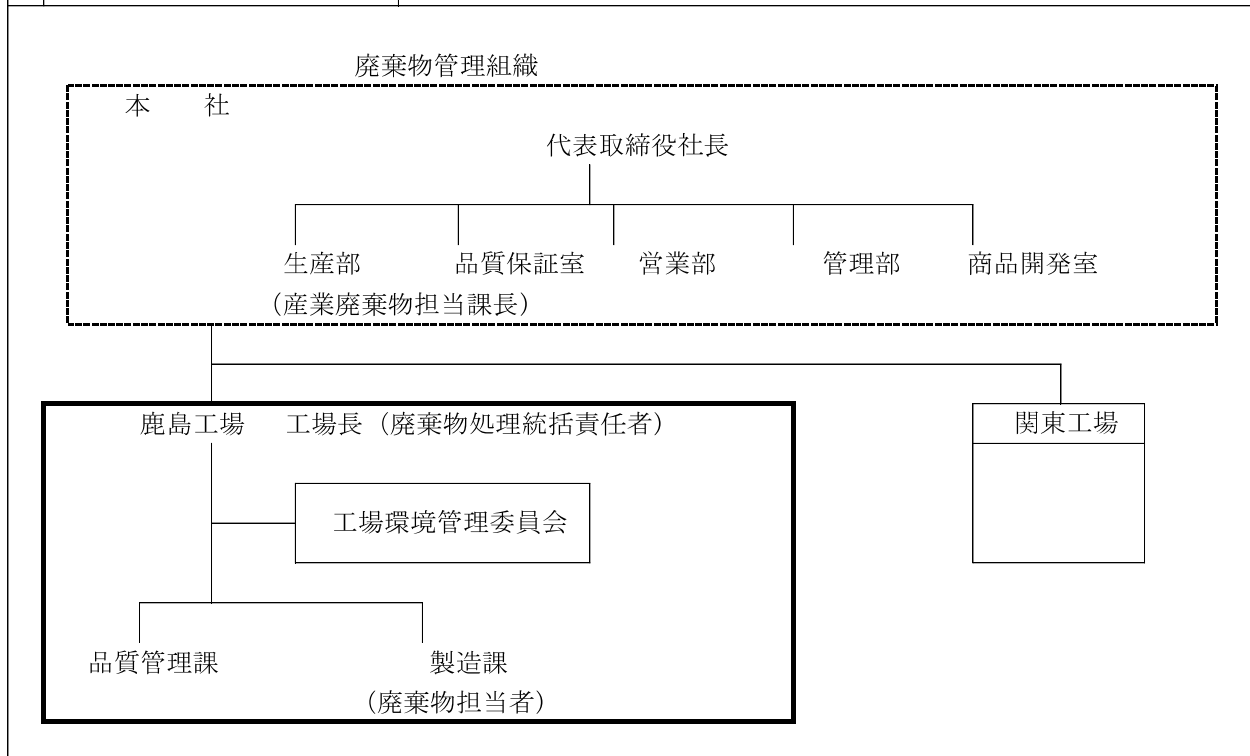 廃棄物管理組織
本　　社
代表取締役社長
生産部　品質保証室　営業部　管理部　商品開発室
（産業廃棄物担当課長）
鹿島工場　工場長（廃棄物処理統括責任者）　関東工場
工場環境管理委員会
品質管理課　製造課
（廃棄物担当者）